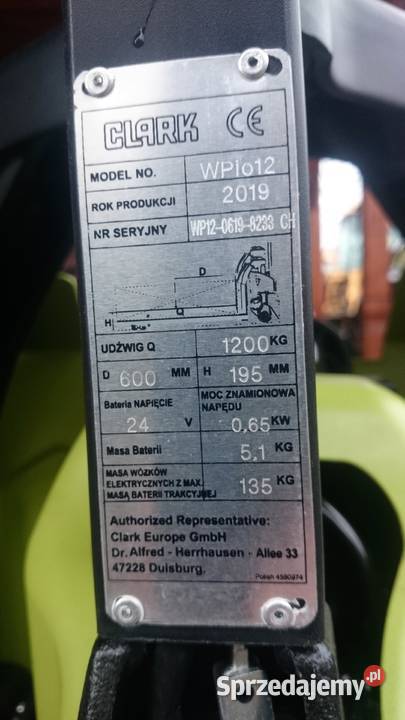 CLARK CE
MODEL NO. WPio12
ROK PRODUKCJI 2019
NR SERYJNY WP12-0619-8233 CH
D
Q
H
UDŹWIG Q 1200 KG
D 600 MM H 195 MM
Bateria NAPIĘCIE 24 V
MOC ZNAMIONOWA NAPĘDU 0,65 KW
Masa Baterii 5,1 KG
MASA WÓZKÓW
ELEKTRYCZNYCH Z MAX. 135 KG
MASĄ BATERII TRAKCYJNEJ
Authorized Representative:
Clark Europe GmbH
Dr. Alfred - Herrhausen - Allee 33
47228 Duisburg.
Polish 4580974
Sprzedajemy.pl